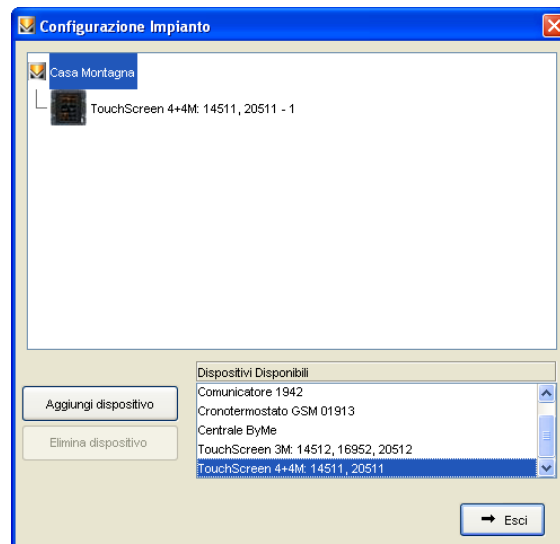 Configurazione Impianto
Casa Montagna
TouchScreen 4+4M: 14511, 20511 - 1
Dispositivi Disponibili
Aggiungi dispositivo
Elimina dispositivo
Comunicatore 1942
Cronotermostato GSM 01913
Centrale ByMe
TouchScreen 3M: 14512, 16952, 20512
TouchScreen 4+4M: 14511, 20511
Esci